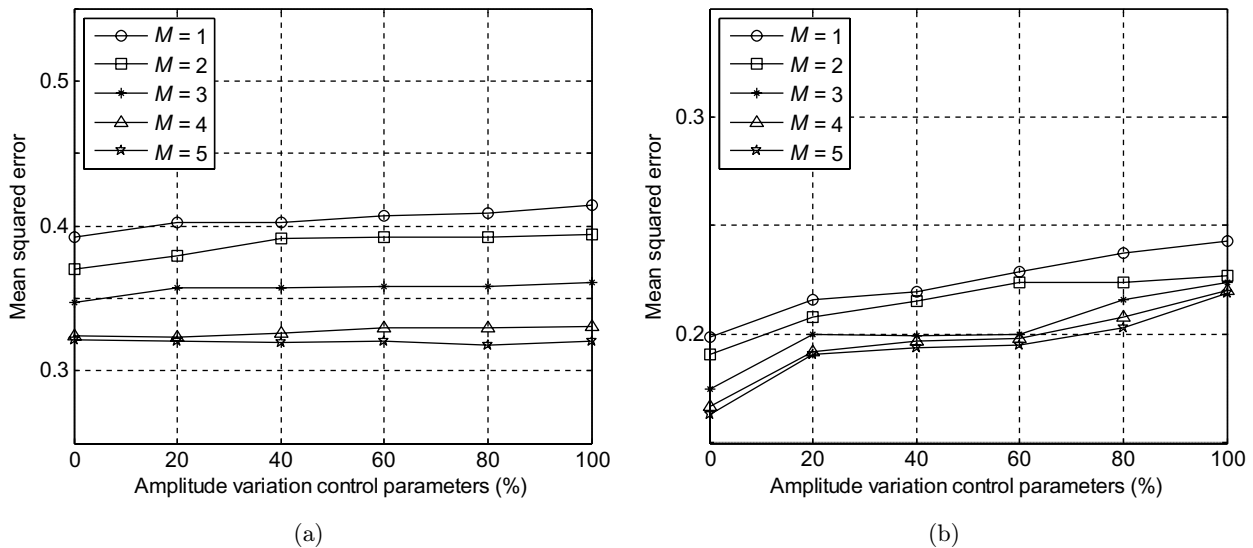 M = 1
M = 2
M = 3
M = 4
M = 5
0.5
0.4
0.3
Mean squared error
0 20 40 60 80 100
Amplitude variation control parameters (%)
(a)
M = 1
M = 2
M = 3
M = 4
M = 5
0.3
0.2
Mean squared error
0 20 40 60 80 100
Amplitude variation control parameters (%)
(b)